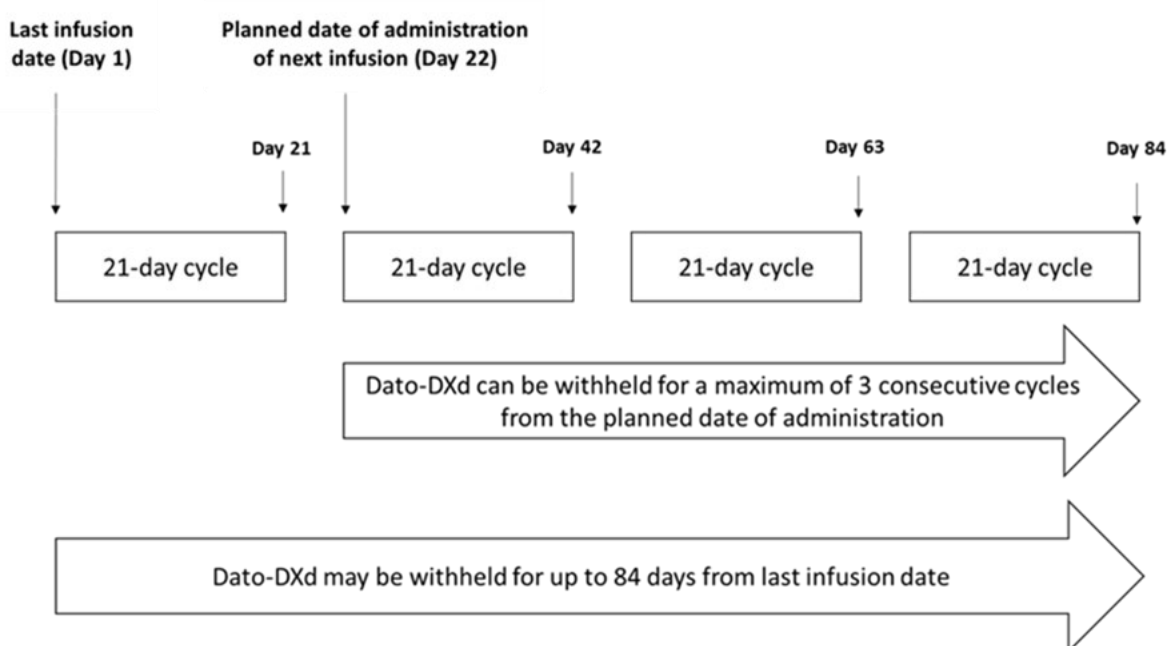 Last infusion
date (Day 1)
Planned date of administration
of next infusion (Day 22)
Day 21
Day 42
Day 63
Day 84
21-day cycle
21-day cycle
21-day cycle
21-day cycle
Dato-DXd can be withheld for a maximum of 3 consecutive cycles
from the planned date of administration
Dato-DXd may be withheld for up to 84 days from last infusion date